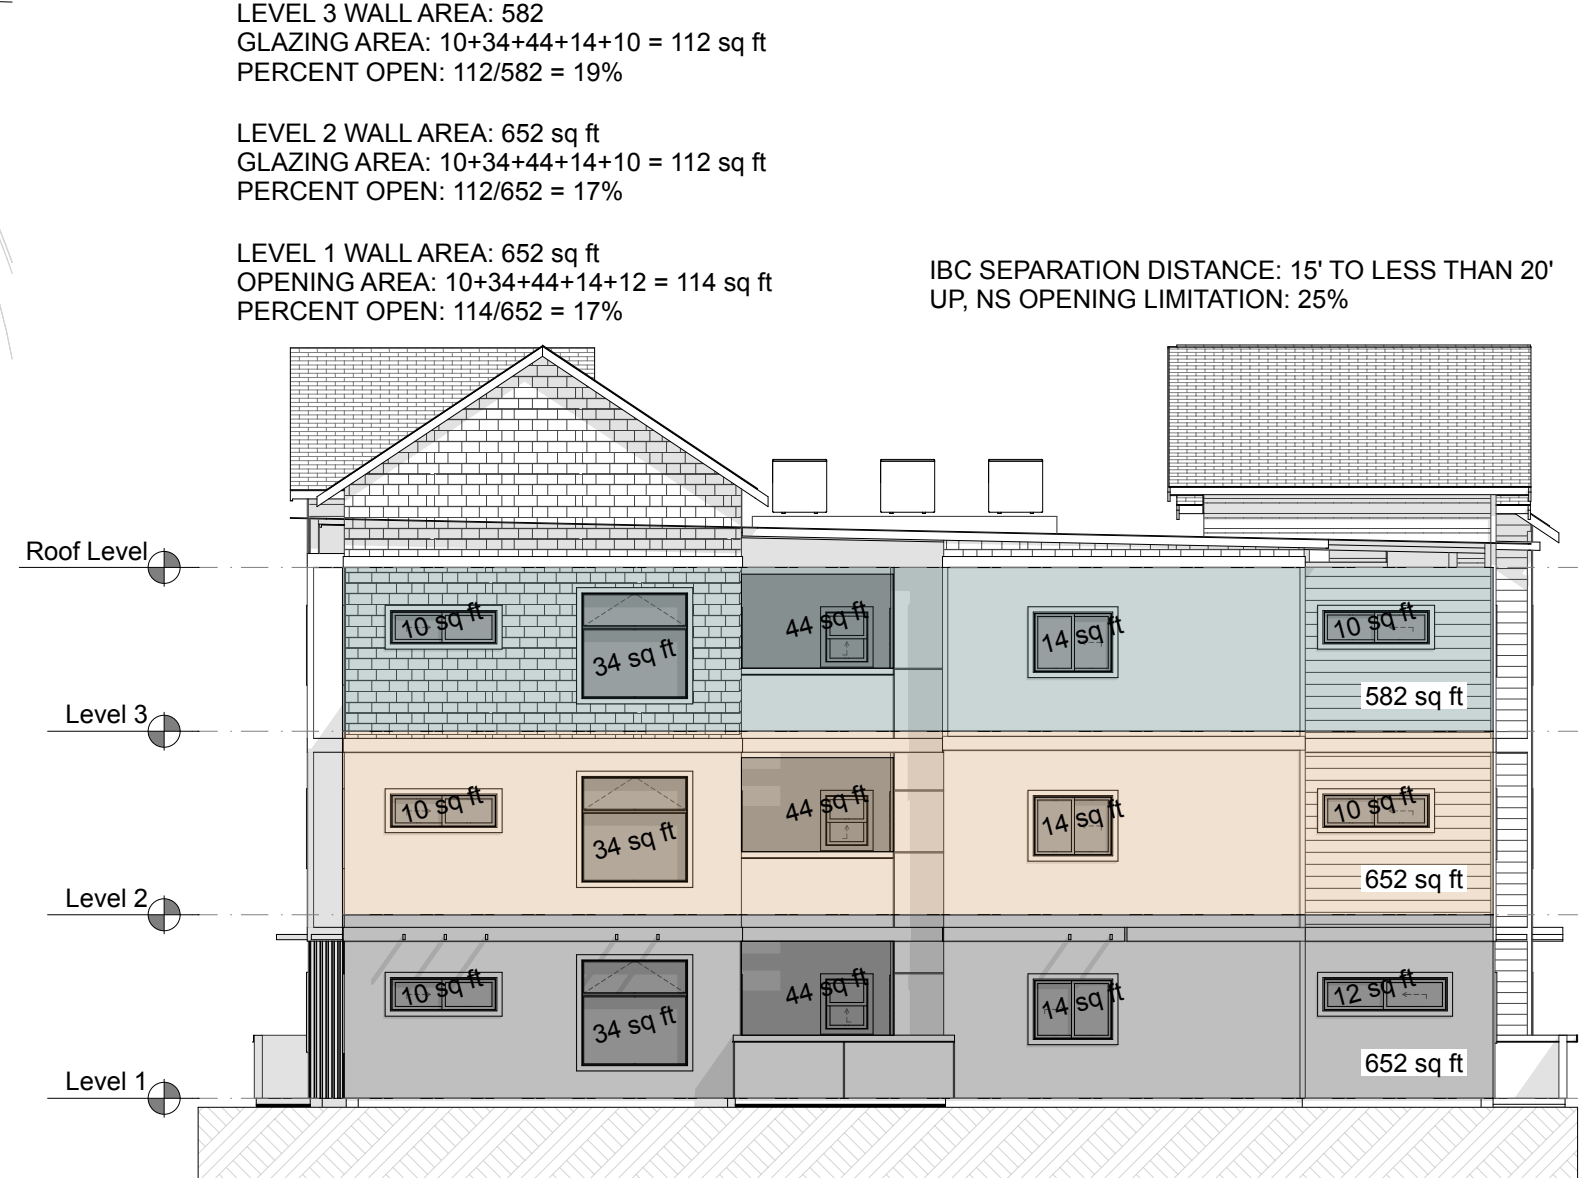 LEVEL 3 WALL AREA: 582
GLAZING AREA: 10+34+44+14+10 = 112 sq ft
PERCENT OPEN: 112/582 = 19%
LEVEL 2 WALL AREA: 652 sq ft
GLAZING AREA: 10+34+44+14+10 = 112 sq ft
PERCENT OPEN: 112/652 = 17%
LEVEL 1 WALL AREA: 652 sq ft
OPENING AREA: 10+34+44+14+12 = 114 sq ft
PERCENT OPEN: 114/652 = 17%
IBC SEPARATION DISTANCE: 15' TO LESS THAN 20'
UP, NS OPENING LIMITATION: 25%
Roof Level
10 sq ft
34 sq ft
44 sq ft
14 sq ft
10 sq ft
582 sq ft
Level 3
10 sq ft
34 sq ft
44 sq ft
14 sq ft
10 sq ft
652 sq ft
Level 2
10 sq ft
34 sq ft
44 sq ft
14 sq ft
12 sq ft
652 sq ft
Level 1